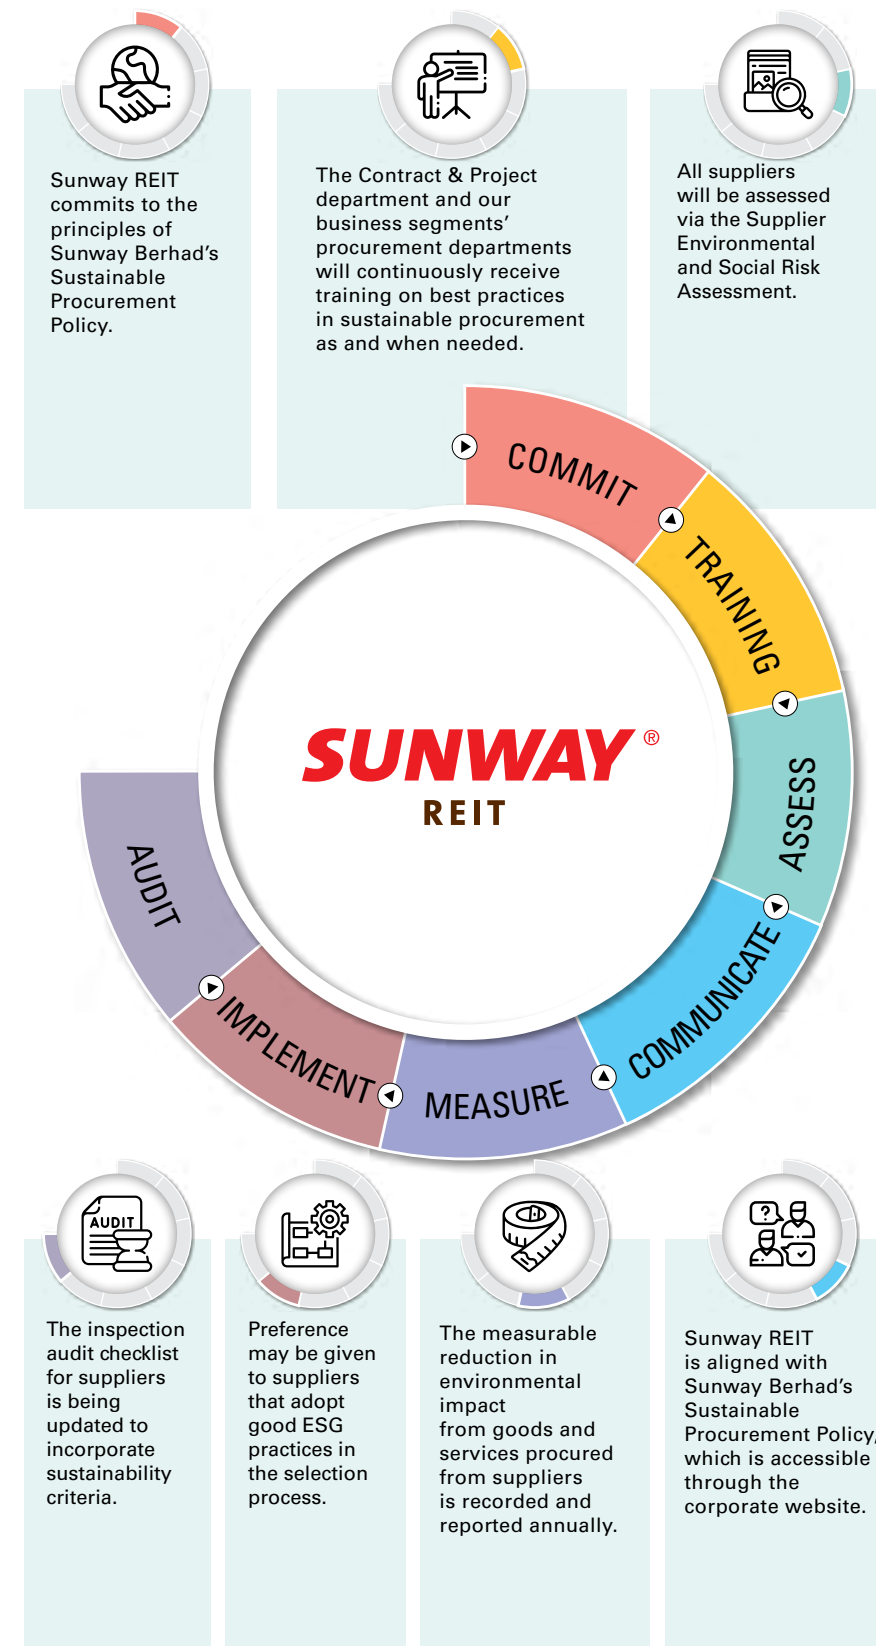 Sunway REIT
commits to the
principles of
Sunway Berhad's
Sustainable
Procurement
Policy.
The Contract & Project
department and our
business segments'
procurement departments
will continuously receive
training on best practices
in sustainable procurement
as and when needed.
All suppliers
will be assessed
via the Supplier
Environmental
and Social Risk
Assessment.
COMMIT
TRAINING
ASSESS
COMMUNICATE
MEASURE
IMPLEMENT
AUDIT
SUNWAY®
REIT
AUDIT
The inspection
audit checklist
for suppliers
is being
updated to
incorporate
sustainability
criteria.
Preference
may be given
to suppliers
that adopt
good ESG
practices in
the selection
process.
The measurable
reduction in
environmental
impact
from goods and
services procured
from suppliers
is recorded and
reported annually.
Sunway REIT
is aligned with
Sunway Berhad's
Sustainable
Procurement Policy,
which is accessible
through the
corporate website.